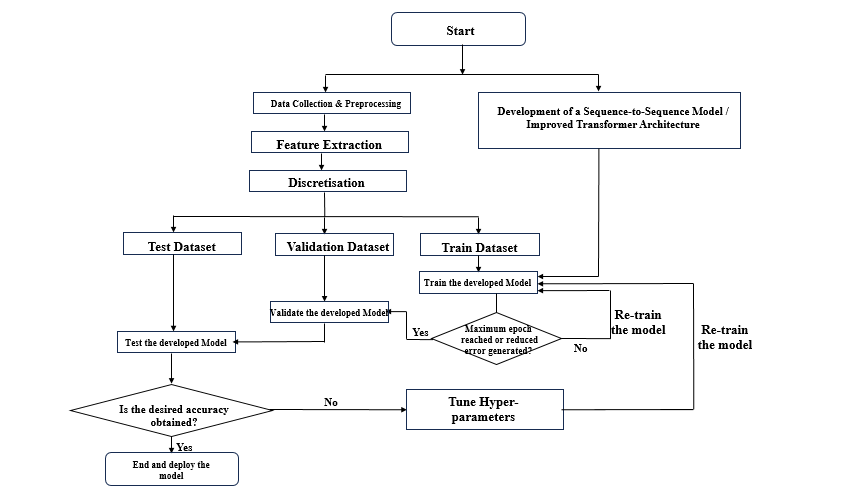 Start
Data Collection & Preprocessing
Development of a Sequence-to-Sequence Model /
Improved Transformer Architecture
Feature Extraction
Discretisation
Test Dataset
Validation Dataset
Train Dataset
Train the developed Model
Validate the developed Model
Yes
Maximum epoch
reached or reduced
error generated?
No
Re-train
the model
Re-train
the model
Test the developed Model
Is the desired accuracy
obtained?
No
Tune Hyper-
parameters
Yes
End and deploy the
model